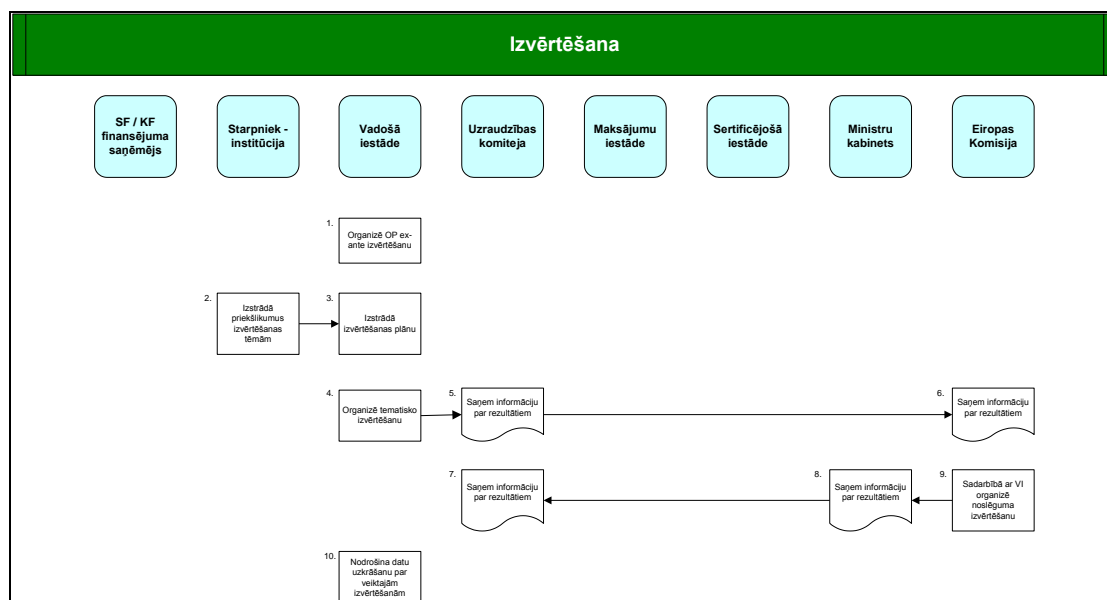 Izvērtēšana
SF / KF
finansējuma
saņēmējs
Starpniek -
institūcija
Vadošā
iestāde
Uzraudzības
komiteja
Maksājumu
iestāde
Sertificējošā
iestāde
Ministru
kabinets
Eiropas
Komisija
1.
Organizē OP ex-
ante izvērtēšanu
2.
Izstrādā
priekšlikumus
izvērtēšanas
tēmām
3.
Izstrādā
izvērtēšanas plānu
4.
Organizē tematisko
izvērtēšanu
5.
Saņem informāciju
par rezultātiem
6.
Saņem informāciju
par rezultātiem
7.
Saņem informāciju
par rezultātiem
8.
Saņem informāciju
par rezultātiem
9.
Sadarbībā ar VI
organizē
noslēguma
izvērtēšanu
10.
Nodrošina datu
uzkrāšanu par
veiktajām
izvērtēšanām